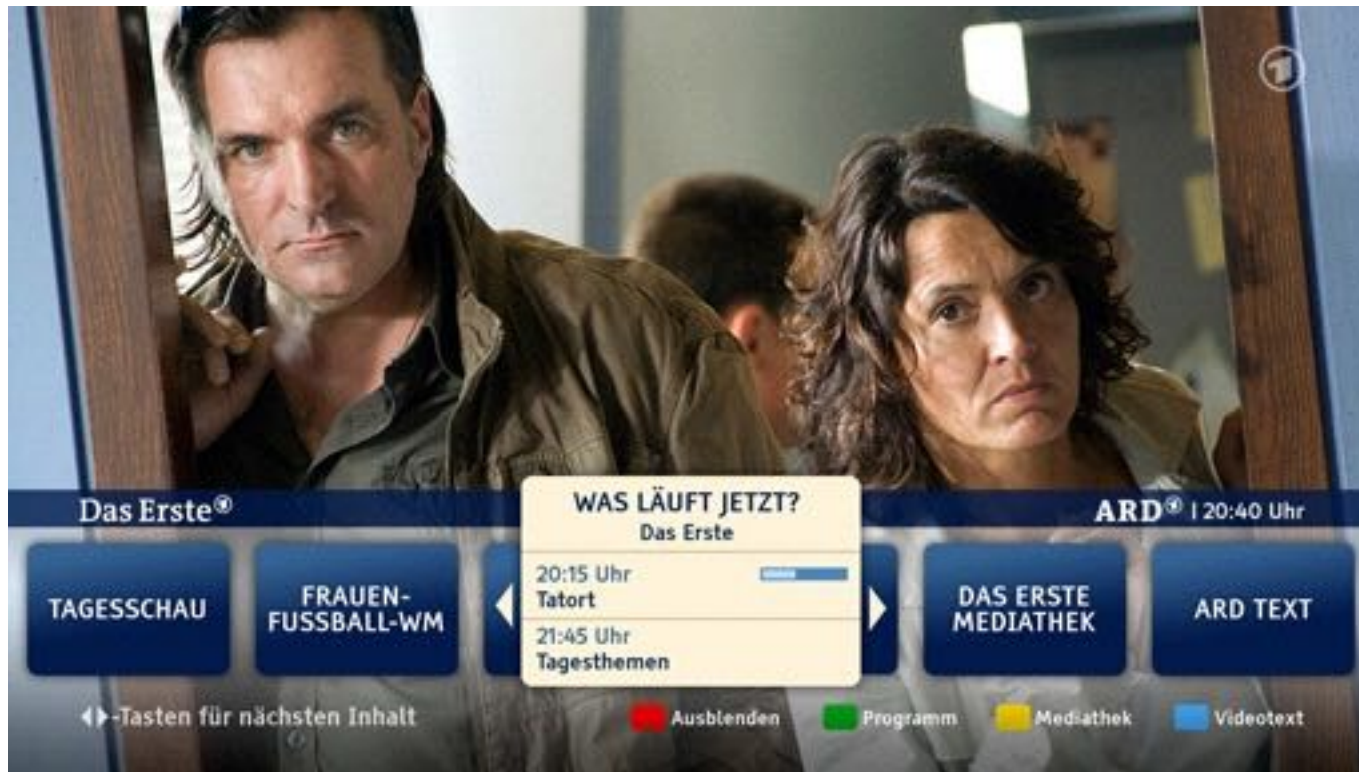 Das Erste
ARD | 20:40 Uhr
WAS LÄUFT JETZT?
Das Erste
20:15 Uhr
Tatort
21:45 Uhr
Tagesthemen
TAGESSCHAU
FRAUEN-
FUSSBALL-WM
DAS ERSTE
MEDIATHEK
ARD TEXT
-Tasten für nächsten Inhalt
Ausblenden
Programm
Mediathek
Videotext